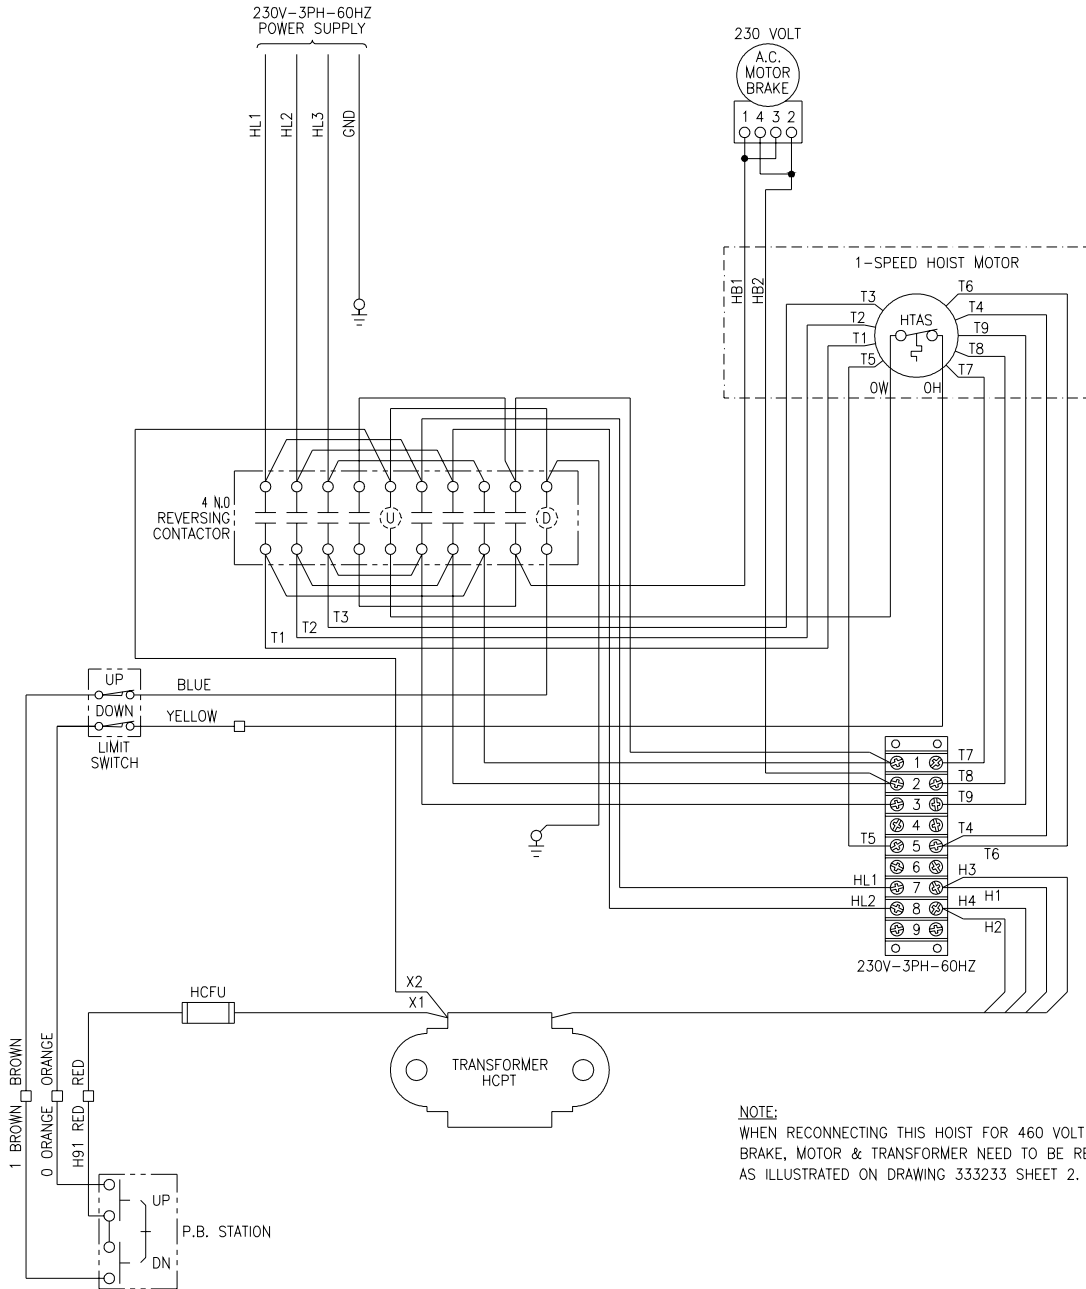 230V-3PH-60HZ
POWER SUPPLY
HL1
HL2
HL3
GND
230 VOLT
A.C.
MOTOR
BRAKE
1 4 3 2
HB1
HB2
1-SPEED HOIST MOTOR
T3
T2
T1
T5
HTAS
T6
T4
T9
T8
T7
OW
OH
4 N.O
REVERSING
CONTACTOR
U
D
T1
T2
T3
UP
DOWN
LIMIT
SWITCH
BLUE
YELLOW
1
2
3
4
5
6
7
8
9
T7
T8
T9
T5
T4
T6
HL1
HL2
H3
H1
H4
H2
230V-3PH-60HZ
HCFU
X2
X1
TRANSFORMER
HCPT
1 BROWN BROWN
0 ORANGE ORANGE
H91 RED RED
UP
DN
P.B. STATION
NOTE:
WHEN RECONNECTING THIS HOIST FOR 460 VOLT
BRAKE, MOTOR & TRANSFORMER NEED TO BE RE
AS ILLUSTRATED ON DRAWING 333233 SHEET 2.